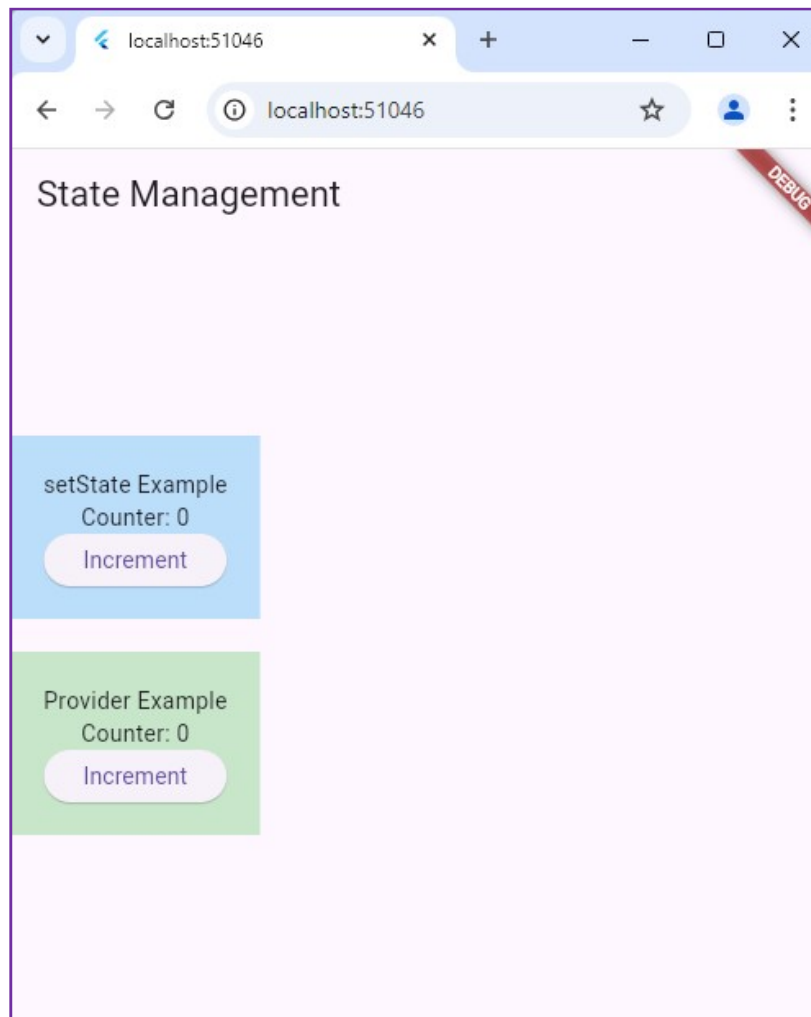 localhost:51046
localhost:51046
State Management
DEBUG
setState Example
Counter: 0
Increment
Provider Example
Counter: 0
Increment